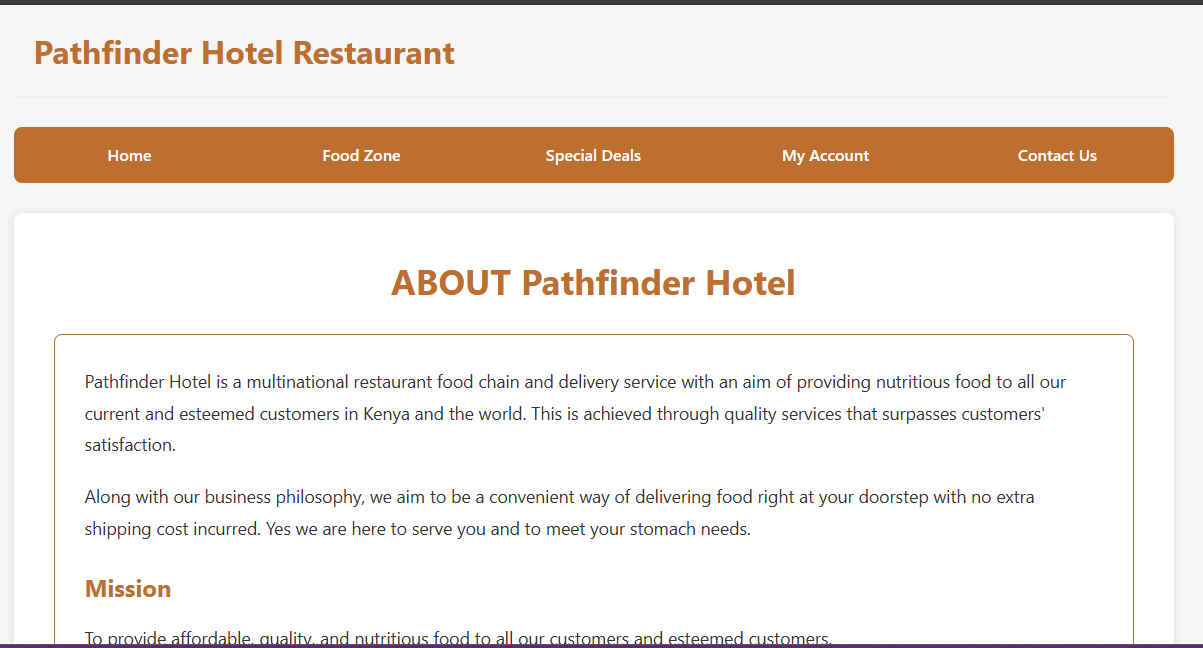 Pathfinder Hotel Restaurant
Home
Food Zone
Special Deals
My Account
Contact Us
ABOUT Pathfinder Hotel
Pathfinder Hotel is a multinational restaurant food chain and delivery service with an aim of providing nutritious food to all our
current and esteemed customers in Kenya and the world. This is achieved through quality services that surpasses customers'
satisfaction.
Along with our business philosophy, we aim to be a convenient way of delivering food right at your doorstep with no extra
shipping cost incurred. Yes we are here to serve you and to meet your stomach needs.
Mission
To provide affordable, quality, and nutritious food to all our customers and esteemed customers.